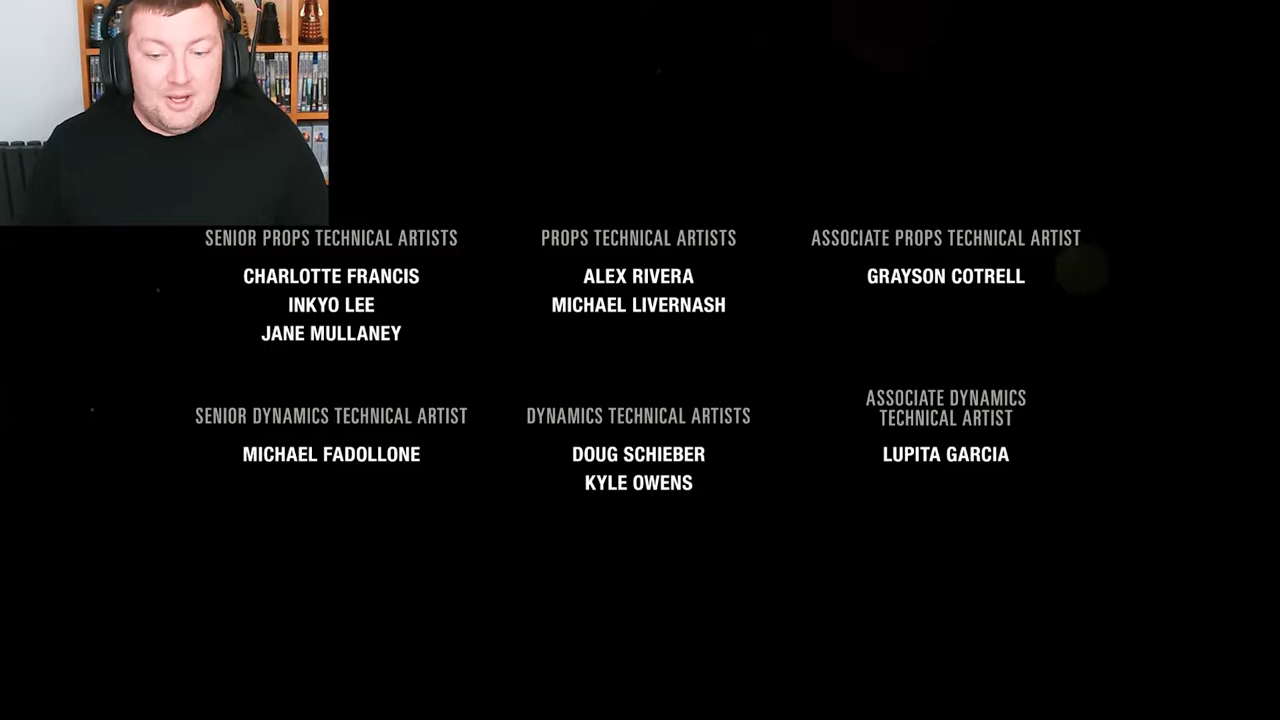 SENIOR PROPS TECHNICAL ARTISTS
CHARLOTTE FRANCIS
INKYO LEE
JANE MULLANEY
PROPS TECHNICAL ARTISTS
ALEX RIVERA
MICHAEL LIVERNASH
ASSOCIATE PROPS TECHNICAL ARTIST
GRAYSON COTRELL
SENIOR DYNAMICS TECHNICAL ARTIST
MICHAEL FADOLLONE
DYNAMICS TECHNICAL ARTISTS
DOUG SCHIEBER
KYLE OWENS
ASSOCIATE DYNAMICS
TECHNICAL ARTIST
LUPITA GARCIA